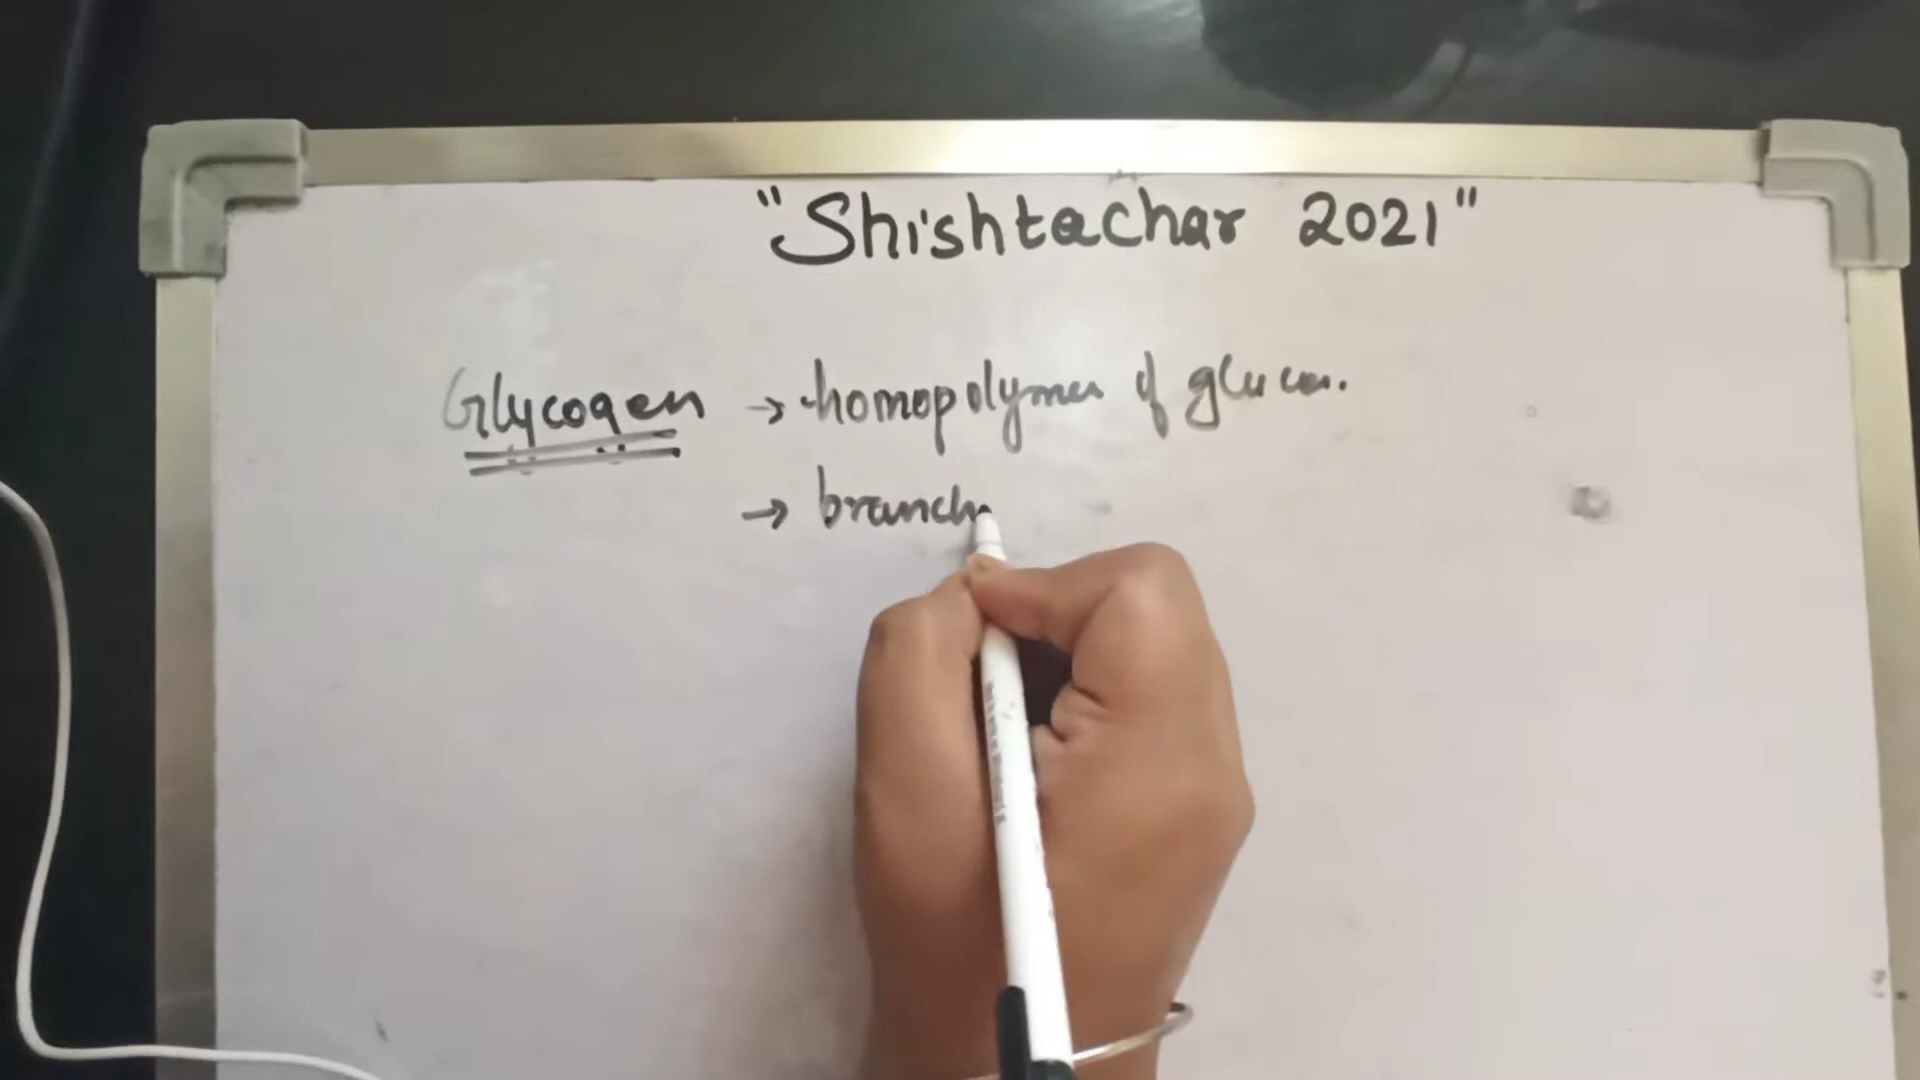 "Shishtachar 2021"
Glycogen → homopolymer of glucose.
→ branch